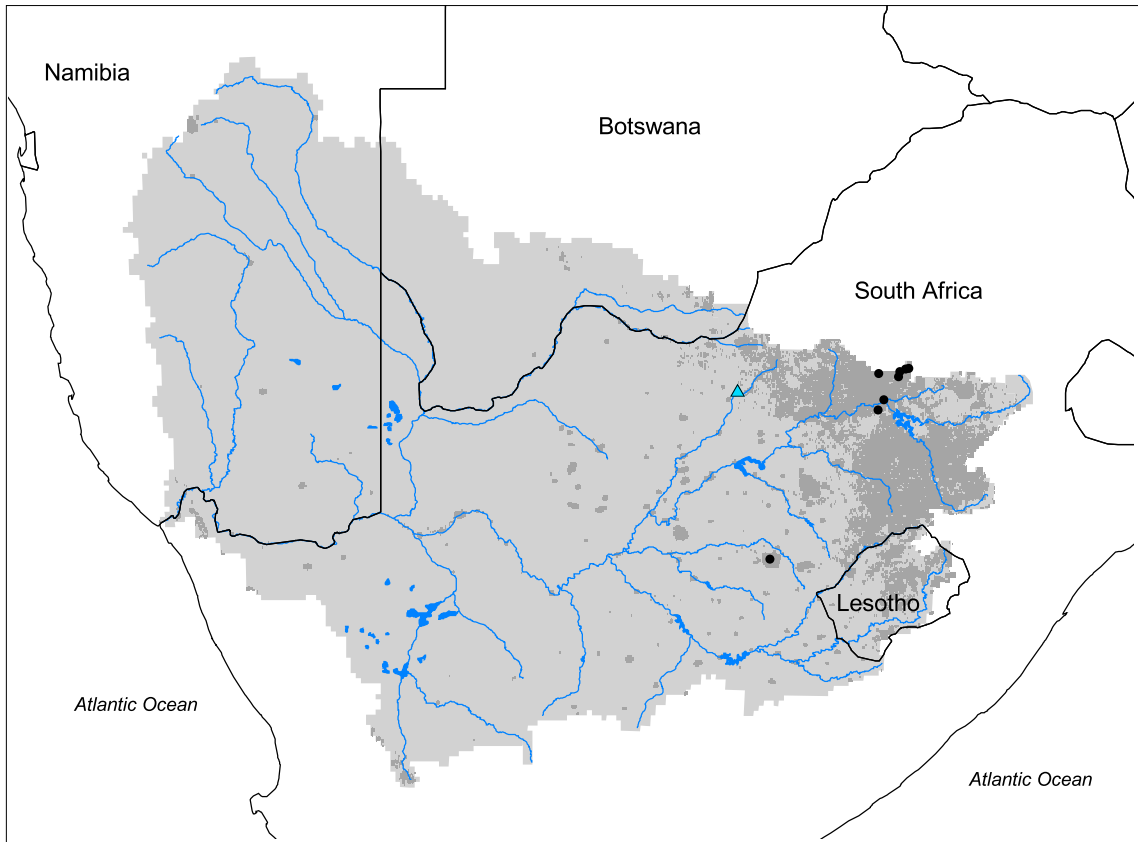 Namibia
Botswana
South Africa
Lesotho
Atlantic Ocean
Atlantic Ocean